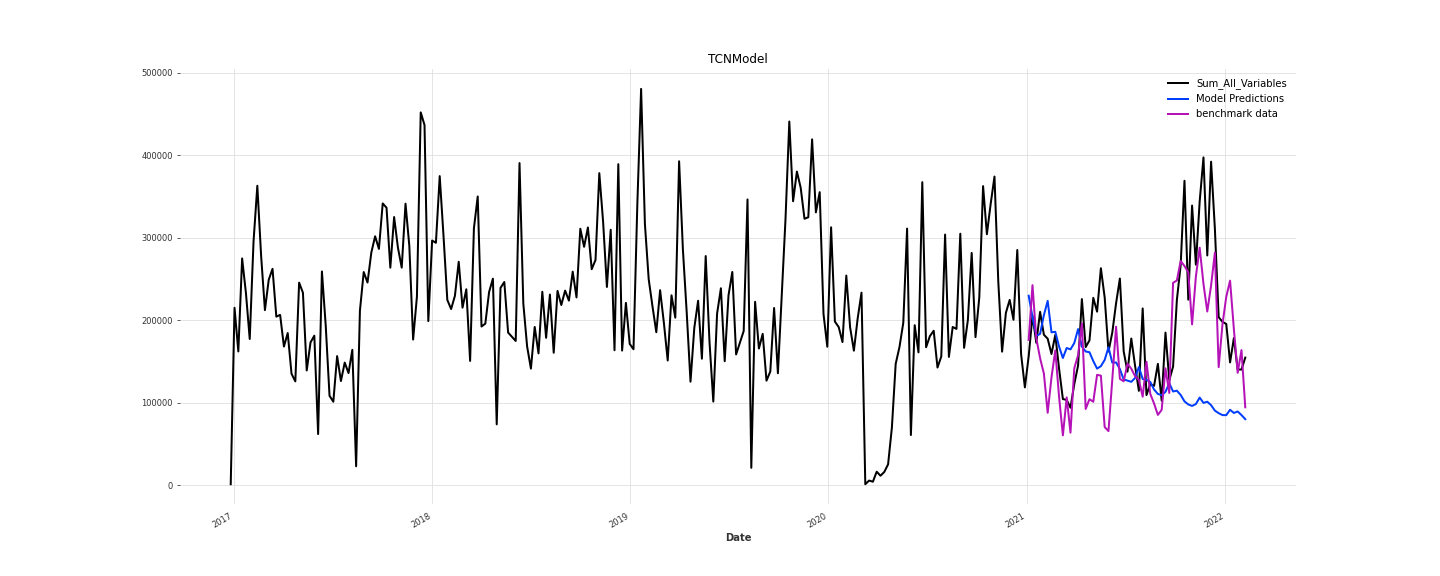 TCNModel
500000
400000
300000
200000
100000
0
Sum_All_Variables
Model Predictions
benchmark data
2017
2018
2019
2020
2021
2022
Date